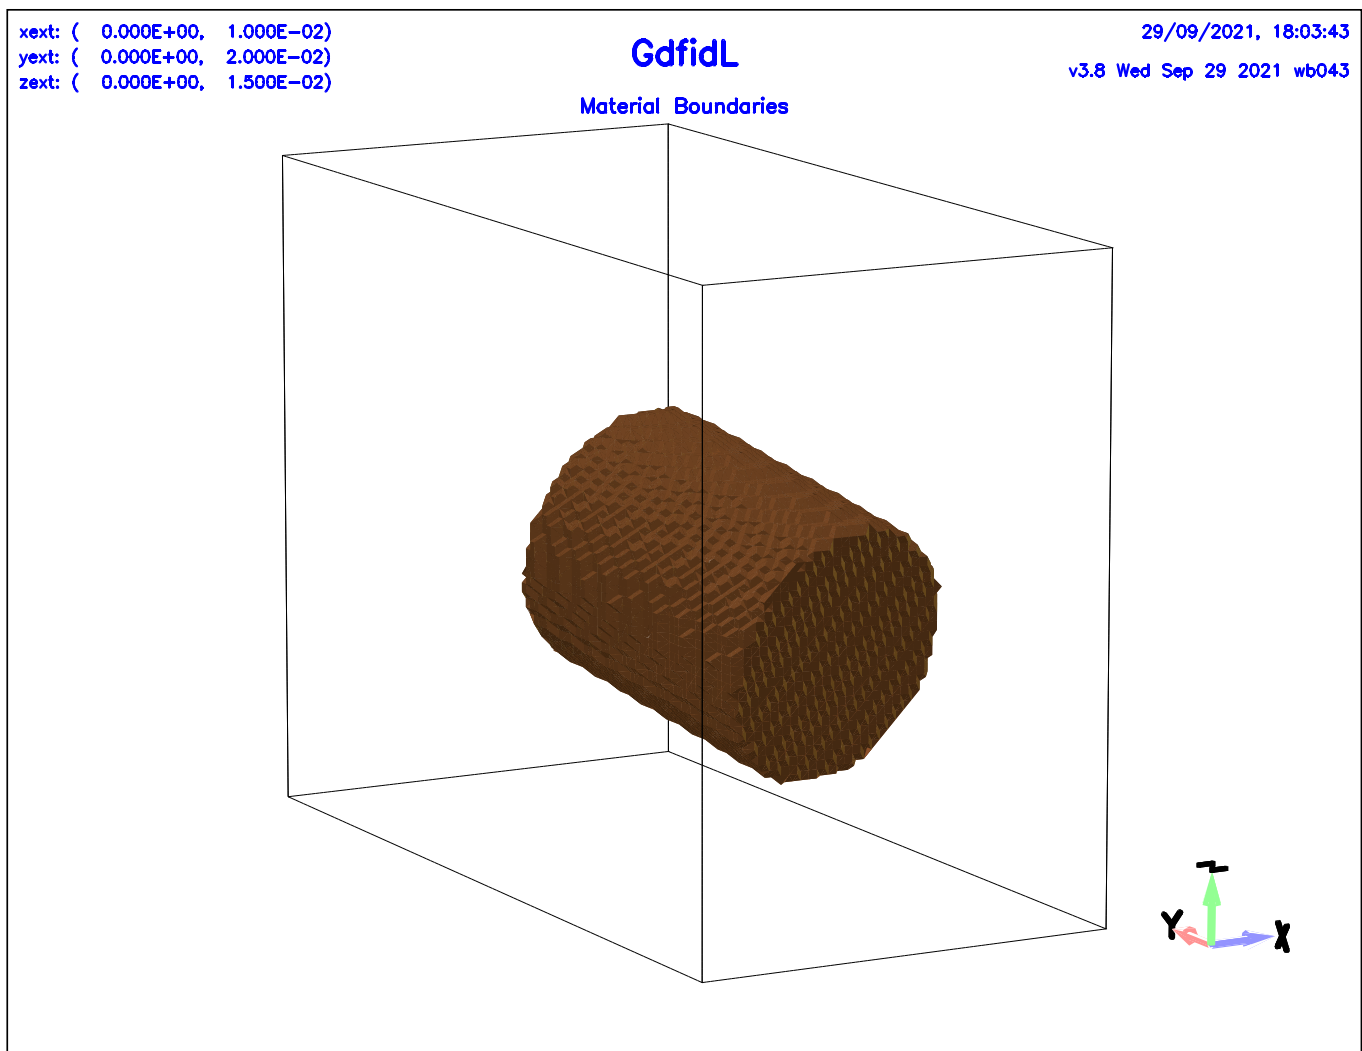 xext: ( 0.000E+00, 1.000E-02)
yext: ( 0.000E+00, 2.000E-02)
zext: ( 0.000E+00, 1.500E-02)
GdfidL
Material Boundaries
29/09/2021, 18:03:43
v3.8 Wed Sep 29 2021 wb043
Z
Y
X